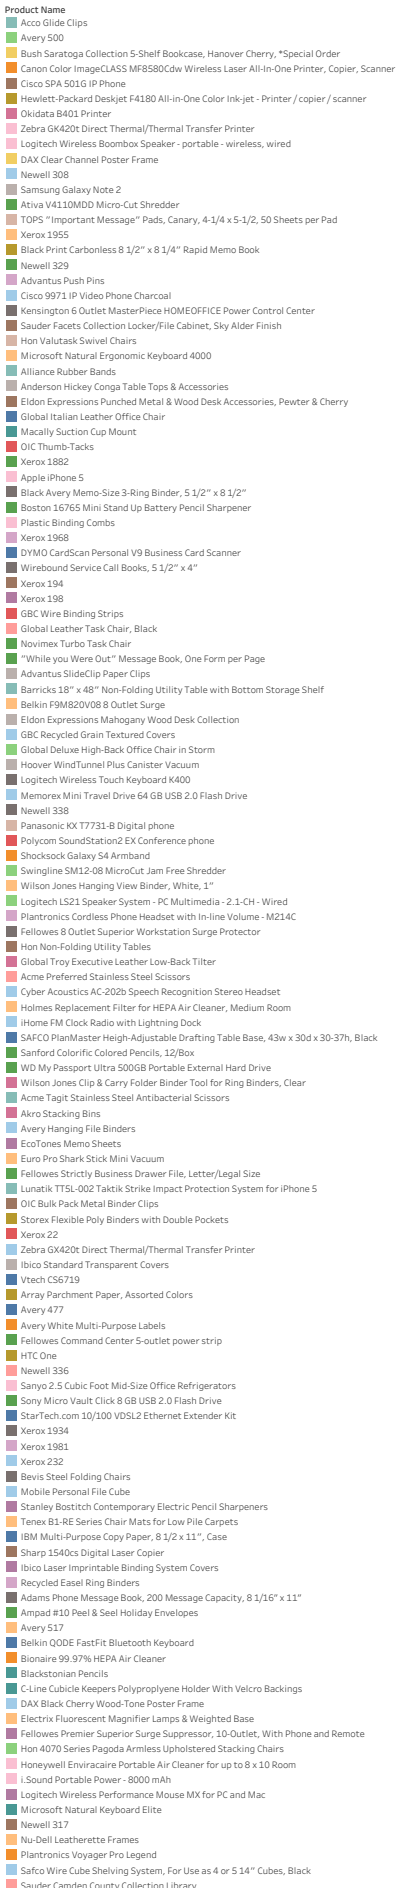 Product Name
Acco Glide Clips
Avery 500
Bush Saratoga Collection 5-Shelf Bookcase, Hanover Cherry, *Special Order
Canon Color ImageCLASS MF8580Cdw Wireless Laser All-In-One Printer, Copier, Scanner
Cisco SPA 501G IP Phone
Hewlett-Packard Deskjet F4180 All-in-One Color Ink-jet - Printer / copier / scanner
Okidata B401 Printer
Zebra GK420t Direct Thermal/Thermal Transfer Printer
Logitech Wireless Boombox Speaker - portable - wireless, wired
DAX Clear Channel Poster Frame
Newell 308
Samsung Galaxy Note 2
Ativa V4110MDD Micro-Cut Shredder
TOPS “Important Message” Pads, Canary, 4-1/4 x 5-1/2, 50 Sheets per Pad
Xerox 1955
Black Print Carbonless 8 1/2” x 8 1/4” Rapid Memo Book
Newell 329
Advantus Push Pins
Cisco 9971 IP Video Phone Charcoal
Kensington 6 Outlet MasterPiece HOMEOFFICE Power Control Center
Sauder Facets Collection Locker/File Cabinet, Sky Alder Finish
Hon Valutask Swivel Chairs
Microsoft Natural Ergonomic Keyboard 4000
Alliance Rubber Bands
Anderson Hickey Conga Table Tops & Accessories
Eldon Expressions Punched Metal & Wood Desk Accessories, Pewter & Cherry
Global Italian Leather Office Chair
Macally Suction Cup Mount
OIC Thumb-Tacks
Xerox 1882
Apple iPhone 5
Black Avery Memo-Size 3-Ring Binder, 5 1/2” x 8 1/2”
Boston 16765 Mini Stand Up Battery Pencil Sharpener
Plastic Binding Combs
Xerox 1968
DYMO CardScan Personal V9 Business Card Scanner
Wirebound Service Call Books, 5 1/2” x 4”
Xerox 194
Xerox 198
GBC Wire Binding Strips
Global Leather Task Chair, Black
Novimex Turbo Task Chair
“While you Were Out” Message Book, One Form per Page
Advantus SlideClip Paper Clips
Barricks 18” x 48” Non-Folding Utility Table with Bottom Storage Shelf
Belkin F9M820V08 8 Outlet Surge
Eldon Expressions Mahogany Wood Desk Collection
GBC Recycled Grain Textured Covers
Global Deluxe High-Back Office Chair in Storm
Hoover WindTunnel Plus Canister Vacuum
Logitech Wireless Touch Keyboard K400
Memorex Mini Travel Drive 64 GB USB 2.0 Flash Drive
Newell 338
Panasonic KX T7731-B Digital phone
Polycom SoundStation2 EX Conference phone
Shocksock Galaxy S4 Armband
Swingline SM12-08 MicroCut Jam Free Shredder
Wilson Jones Hanging View Binder, White, 1”
Logitech LS21 Speaker System - PC Multimedia - 2.1-CH - Wired
Plantronics Cordless Phone Headset with In-line Volume - M214C
Fellowes 8 Outlet Superior Workstation Surge Protector
Hon Non-Folding Utility Tables
Global Troy Executive Leather Low-Back Tilter
Acme Preferred Stainless Steel Scissors
Cyber Acoustics AC-202b Speech Recognition Stereo Headset
Holmes Replacement Filter for HEPA Air Cleaner, Medium Room
iHome FM Clock Radio with Lightning Dock
SAFCO PlanMaster Heigh-Adjustable Drafting Table Base, 43w x 30d x 30-37h, Black
Sanford Colorific Colored Pencils, 12/Box
WD My Passport Ultra 500GB Portable External Hard Drive
Wilson Jones Clip & Carry Folder Binder Tool for Ring Binders, Clear
Acme Tagit Stainless Steel Antibacterial Scissors
Akro Stacking Bins
Avery Hanging File Binders
EcoTones Memo Sheets
Euro Pro Shark Stick Mini Vacuum
Fellowes Strictly Business Drawer File, Letter/Legal Size
Lunatik TT5L-002 Taktik Strike Impact Protection System for iPhone 5
OIC Bulk Pack Metal Binder Clips
Storex Flexible Poly Binders with Double Pockets
Xerox 22
Zebra GX420t Direct Thermal/Thermal Transfer Printer
Ibico Standard Transparent Covers
Vtech CS6719
Array Parchment Paper, Assorted Colors
Avery 477
Avery White Multi-Purpose Labels
Fellowes Command Center 5-outlet power strip
HTC One
Newell 336
Sanyo 2.5 Cubic Foot Mid-Size Office Refrigerators
Sony Micro Vault Click 8 GB USB 2.0 Flash Drive
StarTech.com 10/100 VDSL2 Ethernet Extender Kit
Xerox 1934
Xerox 1981
Xerox 232
Bevis Steel Folding Chairs
Mobile Personal File Cube
Stanley Bostitch Contemporary Electric Pencil Sharpeners
Tenex B1-RE Series Chair Mats for Low Pile Carpets
IBM Multi-Purpose Copy Paper, 8 1/2 x 11”, Case
Sharp 1540cs Digital Laser Copier
Ibico Laser Imprintable Binding System Covers
Recycled Easel Ring Binders
Adams Phone Message Book, 200 Message Capacity, 8 1/16” x 11”
Ampad #10 Peel & Seel Holiday Envelopes
Avery 517
Belkin QODE FastFit Bluetooth Keyboard
Bionaire 99.97% HEPA Air Cleaner
Blackstonian Pencils
C-Line Cubicle Keepers Polyproplyene Holder With Velcro Backings
DAX Black Cherry Wood-Tone Poster Frame
Electrix Fluorescent Magnifier Lamps & Weighted Base
Fellowes Premier Superior Surge Suppressor, 10-Outlet, With Phone and Remote
Hon 4070 Series Pagoda Armless Upholstered Stacking Chairs
Honeywell Enviracaire Portable Air Cleaner for up to 8 x 10 Room
i.Sound Portable Power - 8000 mAh
Logitech Wireless Performance Mouse MX for PC and Mac
Microsoft Natural Keyboard Elite
Newell 317
Nu-Dell Leatherette Frames
Plantronics Voyager Pro Legend
Safco Wire Cube Shelving System, For Use as 4 or 5 14” Cubes, Black
Sauder Camden County Collection Library